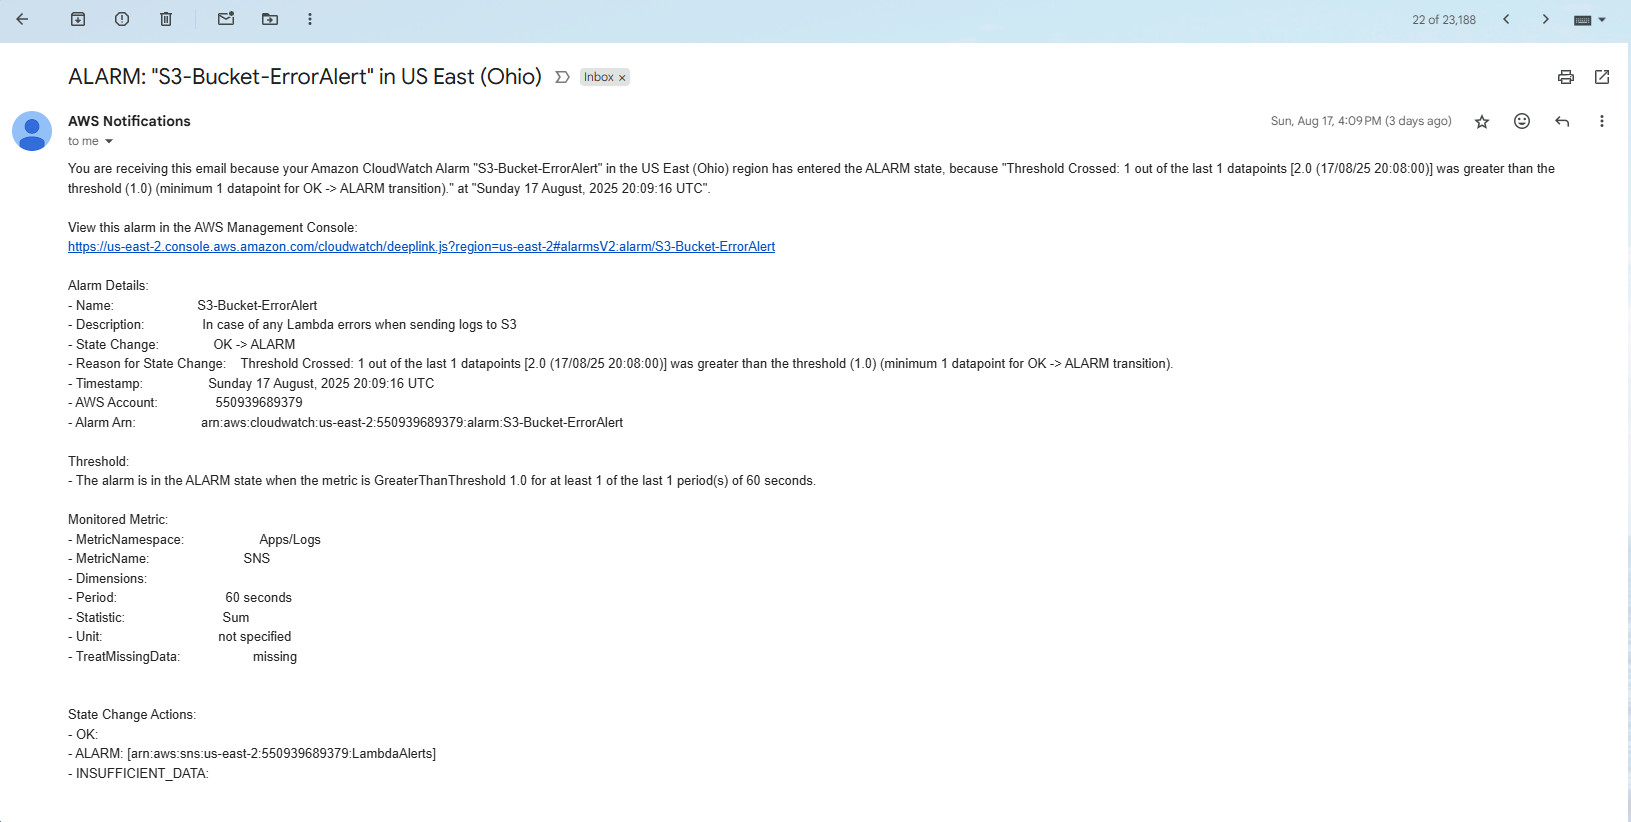 22 of 23,188
ALARM: "S3-Bucket-ErrorAlert" in US East (Ohio) Inbox x
AWS Notifications Sun, Aug 17, 4:09 PM (3 days ago)
to me
You are receiving this email because your Amazon CloudWatch Alarm "S3-Bucket-ErrorAlert" in the US East (Ohio) region has entered the ALARM state, because "Threshold Crossed: 1 out of the last 1 datapoints [2.0 (17/08/25 20:08:00)] was greater than the
threshold (1.0) (minimum 1 datapoint for OK -> ALARM transition)." at "Sunday 17 August, 2025 20:09:16 UTC".
View this alarm in the AWS Management Console:
https://us-east-2.console.aws.amazon.com/cloudwatch/deeplink.js?region=us-east-2#alarmsV2:alarm/S3-Bucket-ErrorAlert
Alarm Details:
- Name: S3-Bucket-ErrorAlert
- Description: In case of any Lambda errors when sending logs to S3
- State Change: OK -> ALARM
- Reason for State Change: Threshold Crossed: 1 out of the last 1 datapoints [2.0 (17/08/25 20:08:00)] was greater than the threshold (1.0) (minimum 1 datapoint for OK -> ALARM transition).
- Timestamp: Sunday 17 August, 2025 20:09:16 UTC
- AWS Account: 550939689379
- Alarm Arn: arn:aws:cloudwatch:us-east-2:550939689379:alarm:S3-Bucket-ErrorAlert
Threshold:
- The alarm is in the ALARM state when the metric is GreaterThanThreshold 1.0 for at least 1 of the last 1 period(s) of 60 seconds.
Monitored Metric:
- MetricNamespace: Apps/Logs
- MetricName: SNS
- Dimensions:
- Period: 60 seconds
- Statistic: Sum
- Unit: not specified
- TreatMissingData: missing
State Change Actions:
- OK:
- ALARM: [arn:aws:sns:us-east-2:550939689379:LambdaAlerts]
- INSUFFICIENT_DATA: